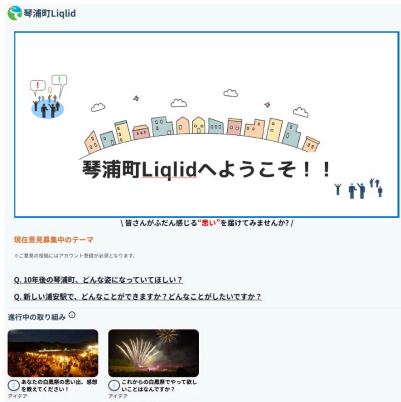 琴浦町Liqlid
琴浦町Liqlidへようこそ！！
\ 皆さんがふだん感じる“思い”を届けてみませんか? /
現在意見募集中のテーマ
※ご意見の投稿にはアカウント登録が必須となります。
Q. 10年後の琴浦町、どんな姿になっていてほしい？
Q. 新しい浦安駅で、どんなことができますか？どんなことがしたいですか？
進行中の取り組み
あなたの白鳳祭の思い出、感想
を教えてください！
アイデア
これからの白鳳祭でやって欲し
いことはなんですか？
アイデア